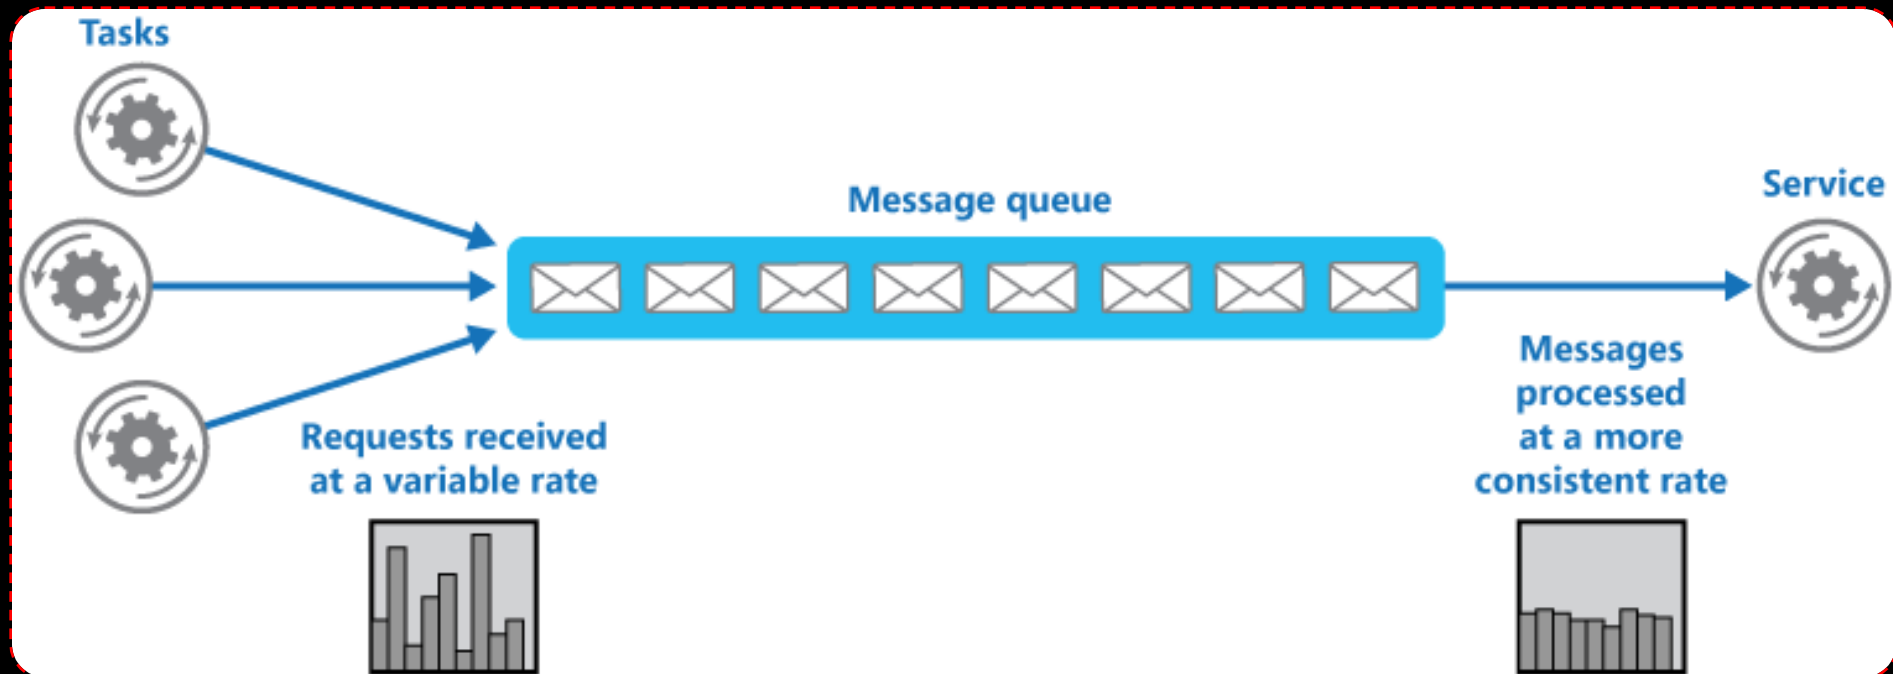 Tasks
Message queue
Service
Requests received
at a variable rate
Messages
processed
at a more
consistent rate